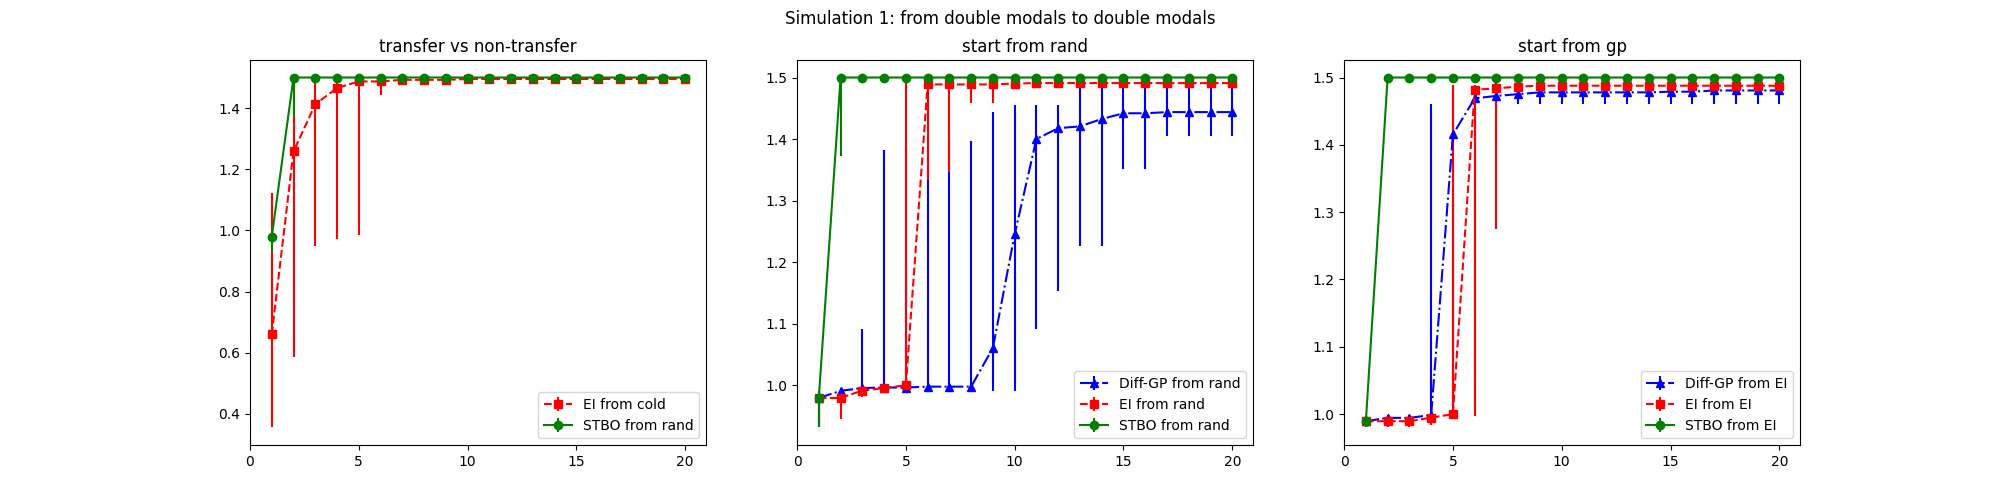 Simulation 1: from double modals to double modals
transfer vs non-transfer
1.4
1.2
1.0
0.8
0.6
0.4
0
5
10
15
20
EI from cold
STBO from rand
start from rand
1.5
1.4
1.3
1.2
1.1
1.0
0
5
10
15
20
Diff-GP from rand
EI from rand
STBO from rand
start from gp
1.5
1.4
1.3
1.2
1.1
1.0
0
5
10
15
20
Diff-GP from EI
EI from EI
STBO from EI